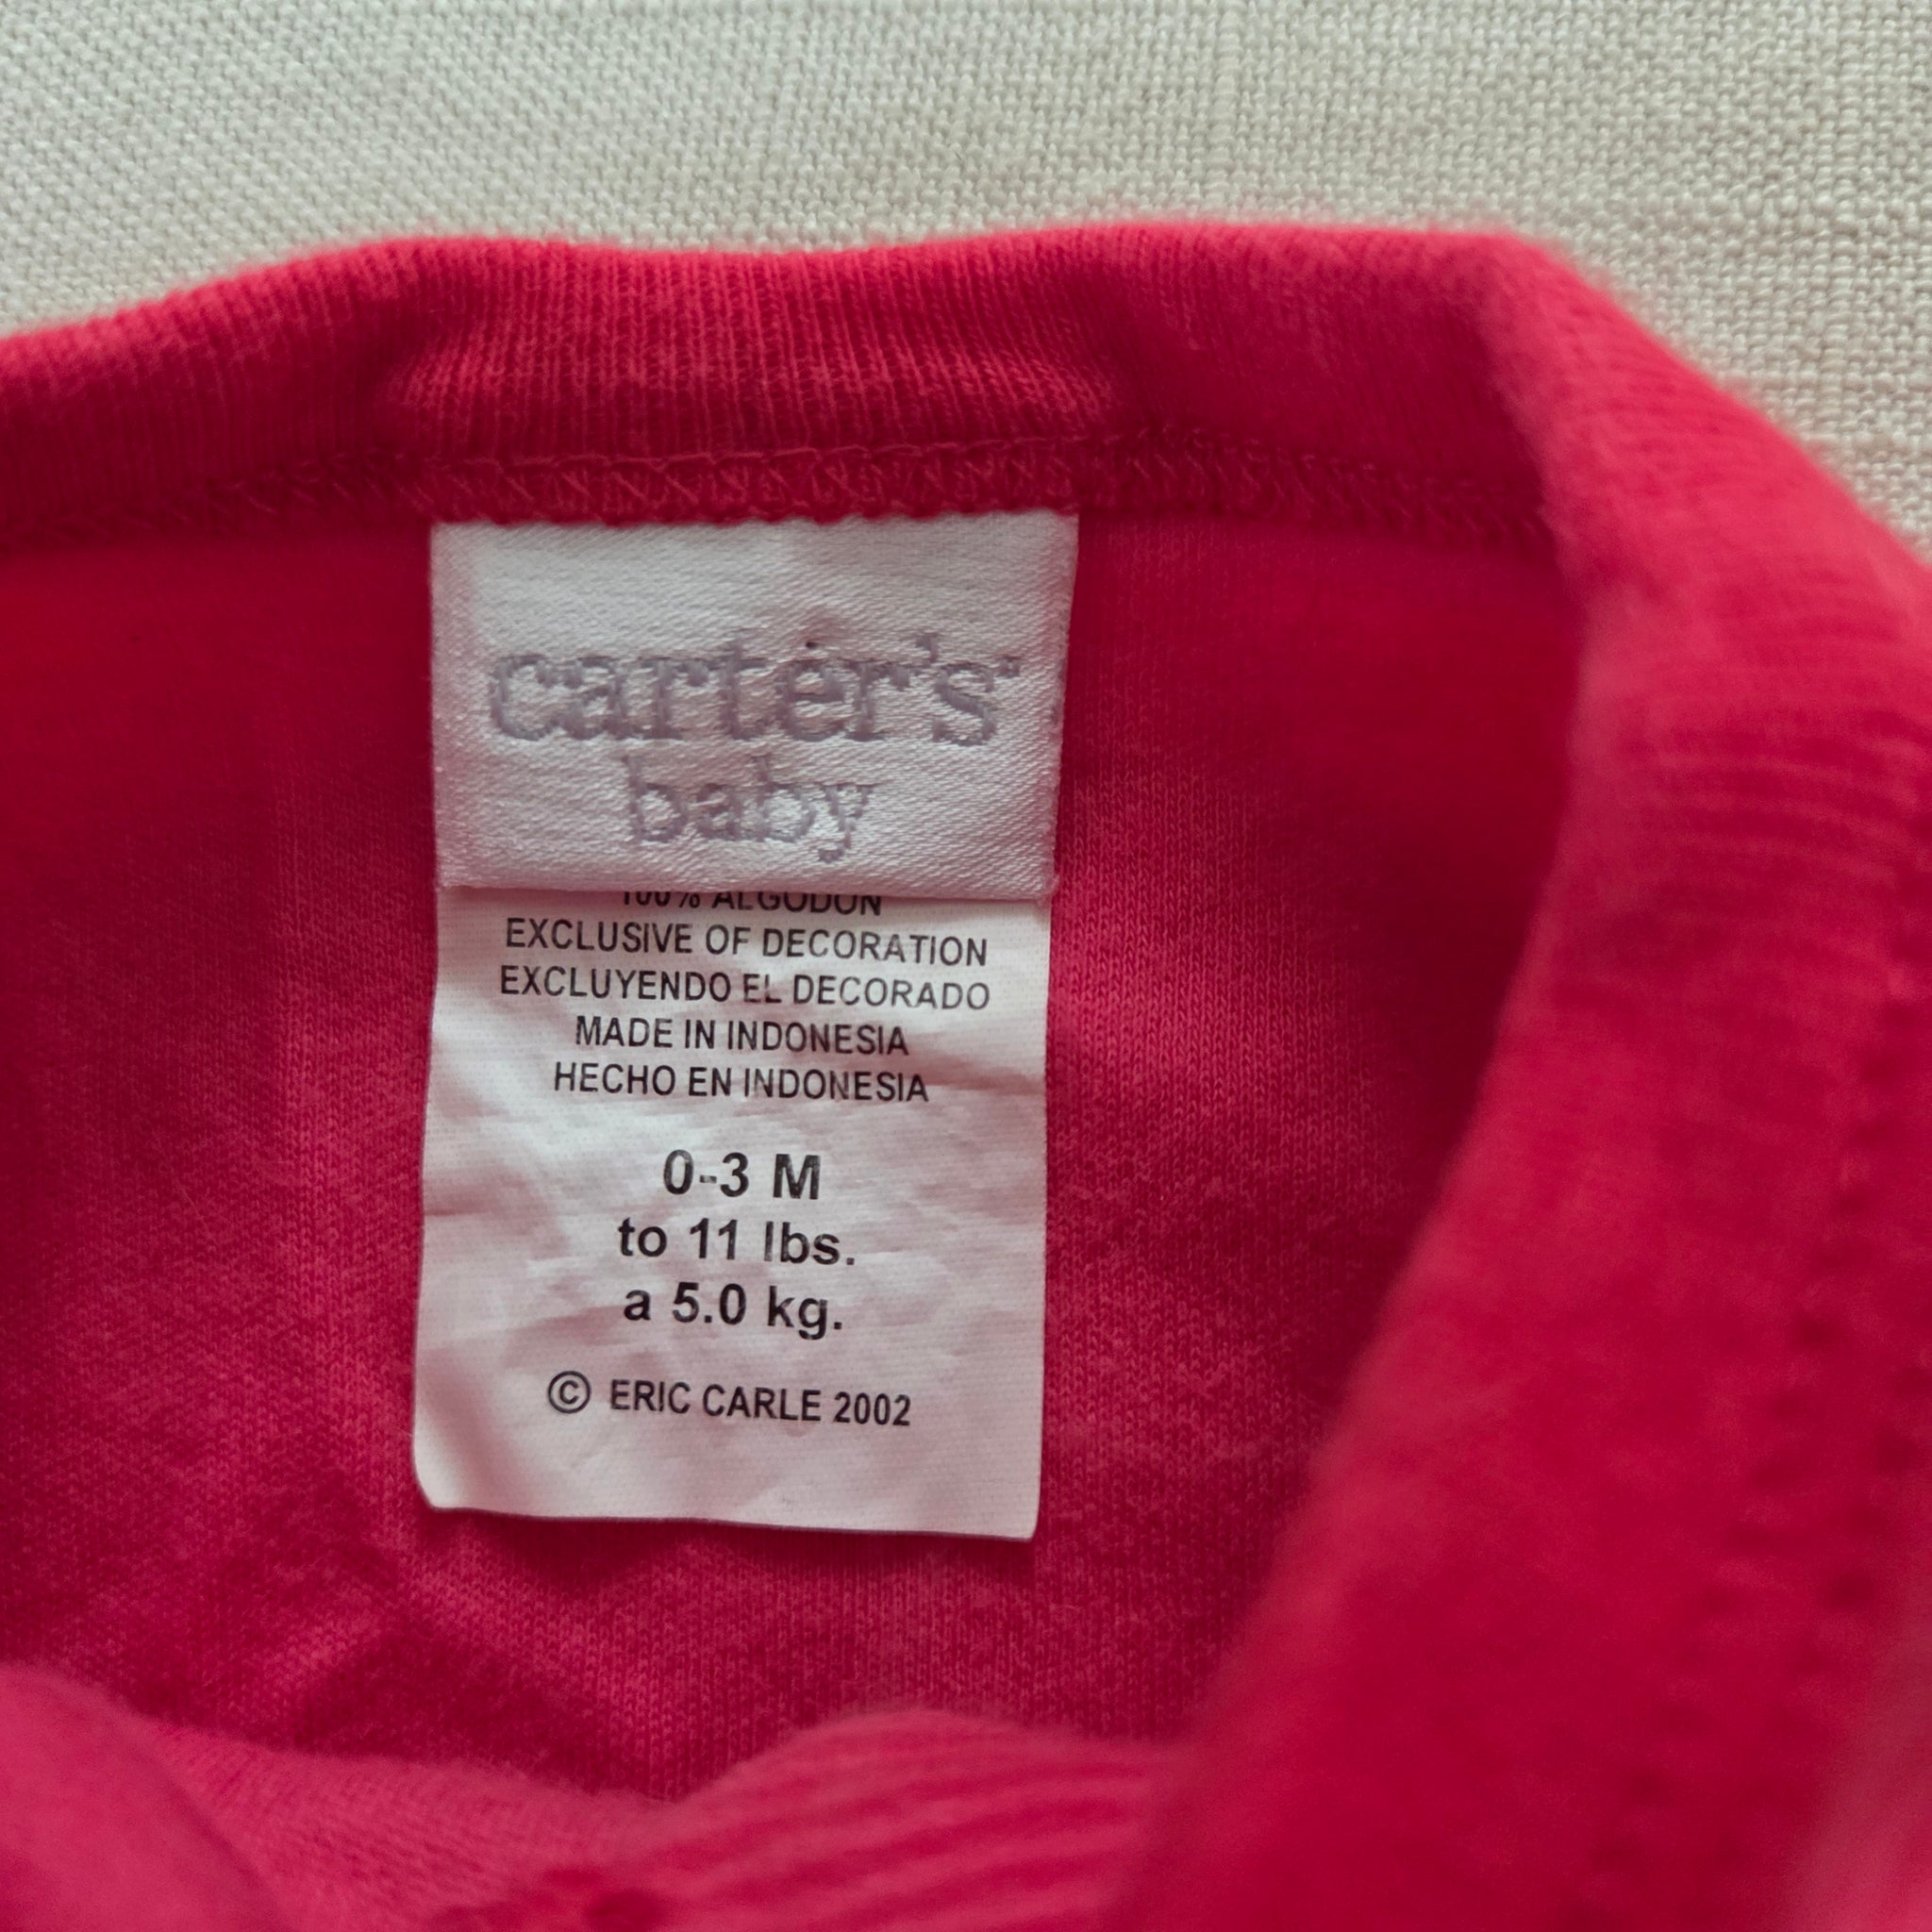 carter's
baby
100% ALGODON
EXCLUSIVE OF DECORATION
EXCLUYENDO EL DECORADO
MADE IN INDONESIA
HECHO EN INDONESIA
0-3 M
to 11 lbs.
a 5.0 kg.
© ERIC CARLE 2002